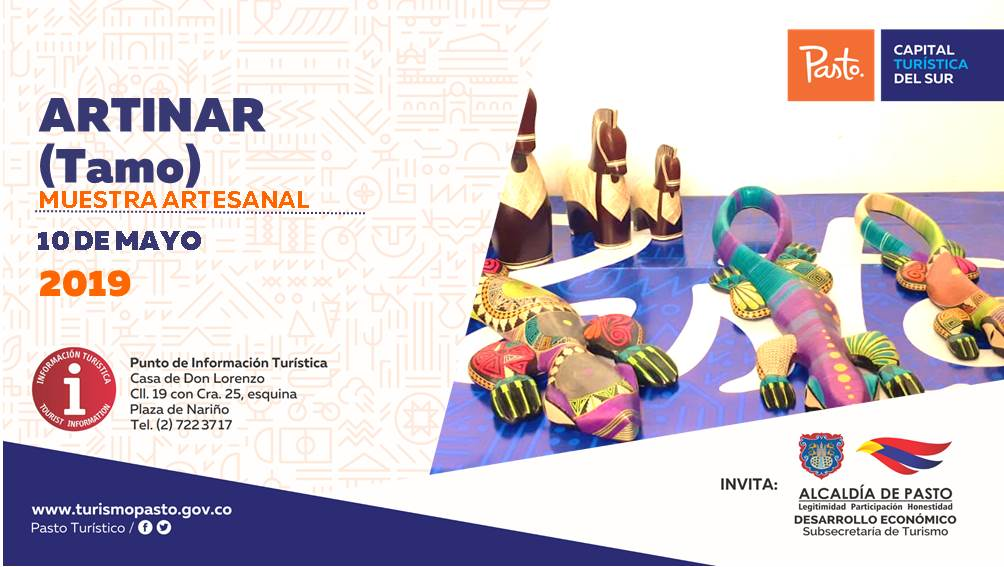 ARTINAR
(Tamo)
MUESTRA ARTESANAL
10 DE MAYO
2019
INFORMACIÓN TURÍSTICA
i
TOURIST INFORMATION
Punto de Información Turística
Casa de Don Lorenzo
Cll. 19 con Cra. 25, esquina
Plaza de Nariño
Tel. (2) 722 37 17
www.turismopasto.gov.co
Pasto Turístico /
Pasto.
CAPITAL
TURÍSTICA
DEL SUR
INVITA:
ALCALDÍA DE PASTO
Legitimidad Participación Honestidad
DESARROLLO ECONÓMICO
Subsecretaría de Turismo